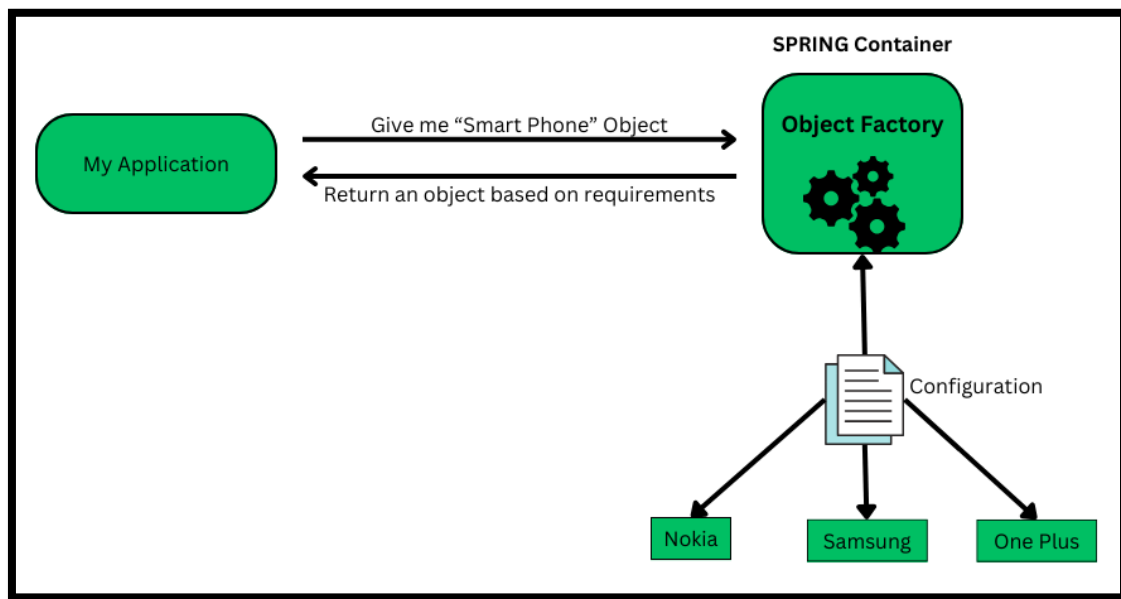 SPRING Container
Object Factory
My Application
Give me “Smart Phone” Object
Return an object based on requirements
Configuration
Nokia
Samsung
One Plus